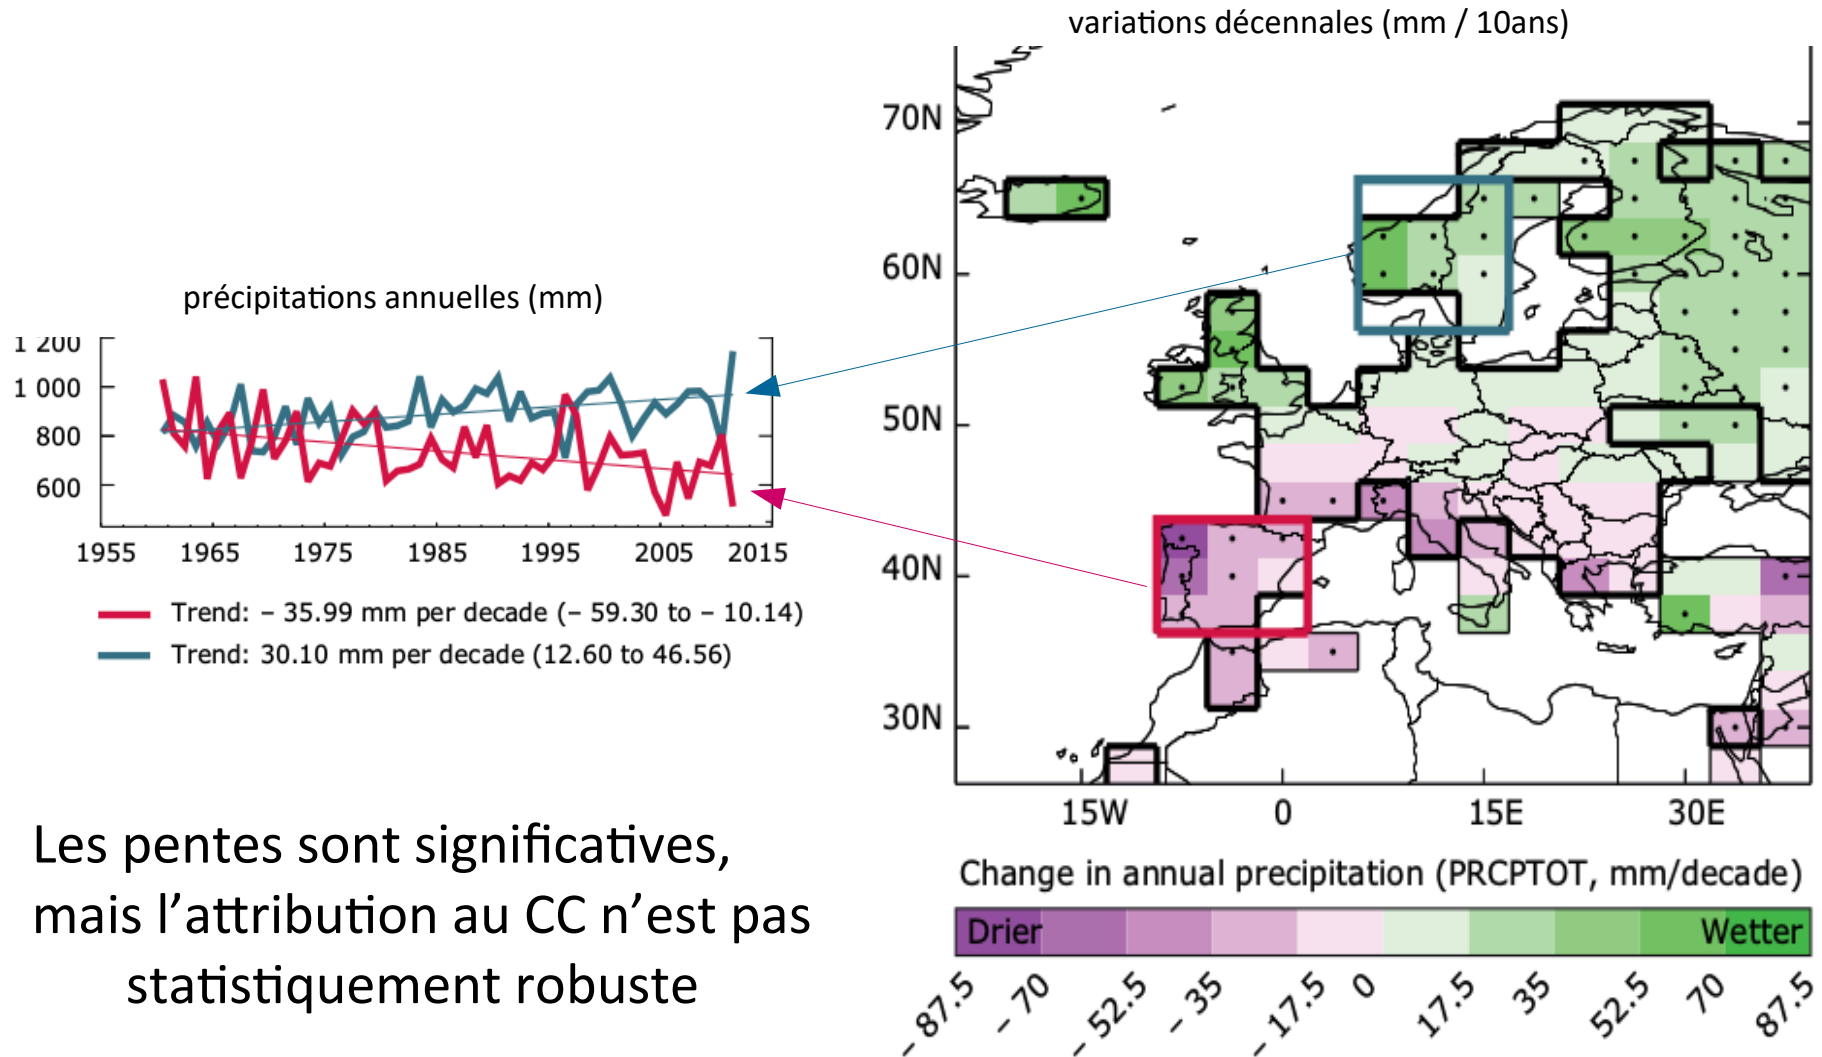 variations décennales (mm / 10ans)
70N
60N
50N
40N
30N
15W 0 15E 30E
précipitations annuelles (mm)
1 200
1 000
800
600
1955 1965 1975 1985 1995 2005 2015
Trend: – 35.99 mm per decade (– 59.30 to – 10.14)
Trend: 30.10 mm per decade (12.60 to 46.56)
Les pentes sont significatives,
mais l’attribution au CC n’est pas
statistiquement robuste
Change in annual precipitation (PRCPTOT, mm/decade)
Drier Wetter
– 87.5 – 70 – 52.5 – 35 – 17.5 0 17.5 35 52.5 70 87.5